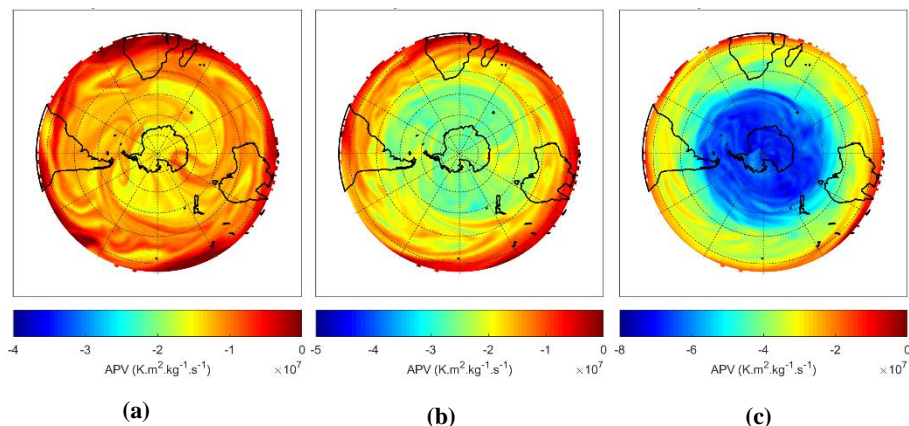 -4 -3 -2 -1 0
APV (K.m².kg⁻¹.s⁻¹) ×10⁷
-5 -4 -3 -2 -1 0
APV (K.m².kg⁻¹.s⁻¹) ×10⁷
-8 -6 -4 -2 0
APV (K.m².kg⁻¹.s⁻¹) ×10⁷
(a) (b) (c)